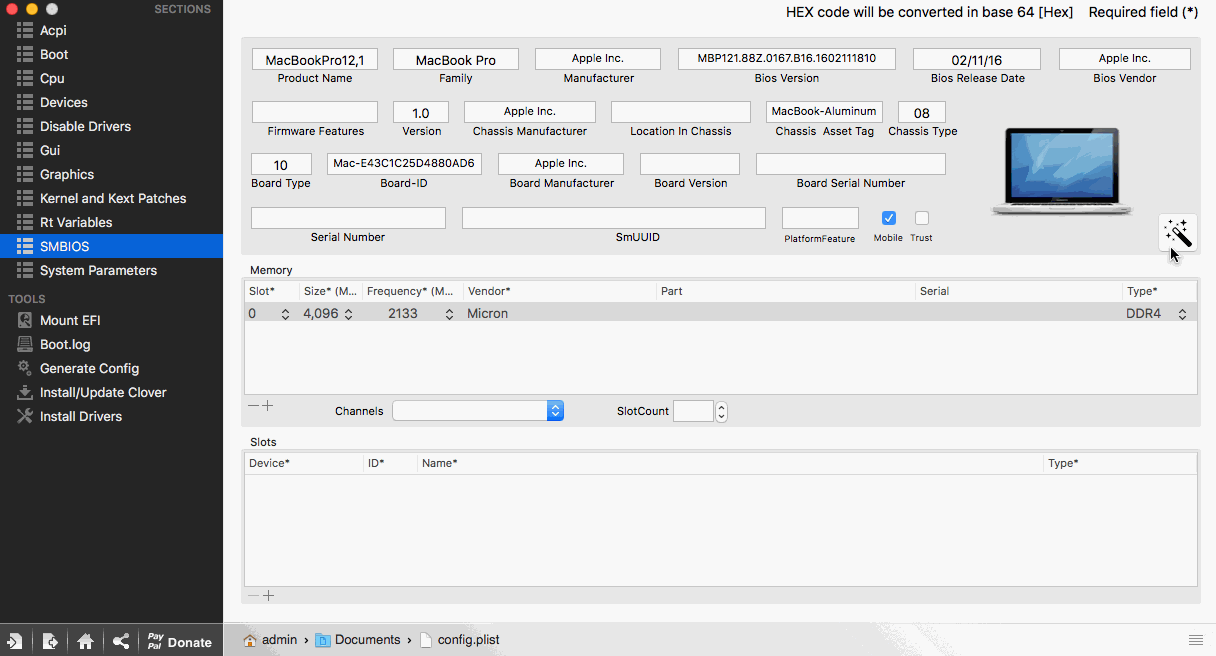 SECTIONS
Acpi
Boot
Cpu
Devices
Disable Drivers
Gui
Graphics
Kernel and Kext Patches
Rt Variables
SMBIOS
System Parameters
TOOLS
Mount EFI
Boot.log
Generate Config
Install/Update Clover
Install Drivers
Pay Pal Donate
HEX code will be converted in base 64 [Hex] Required field (*)
MacBookPro12,1 MacBook Pro Apple Inc. MBP121.88Z.0167.B16.1602111810 02/11/16 Apple Inc.
Product Name Family Manufacturer Bios Version Bios Release Date Bios Vendor
1.0 Apple Inc. MacBook-Aluminum 08
Firmware Features Version Chassis Manufacturer Location In Chassis Chassis Asset Tag Chassis Type
10 Mac-E43C1C25D4880AD6 Apple Inc.
Board Type Board-ID Board Manufacturer Board Version Board Serial Number
Serial Number SmUUID PlatformFeature Mobile Trust
Memory
Slot* Size* (M... Frequency* (M... Vendor* Part Serial Type*
0 4,096 2133 Micron DDR4
Channels SlotCount
Slots
Device* ID* Name* Type*
admin › Documents › config.plist